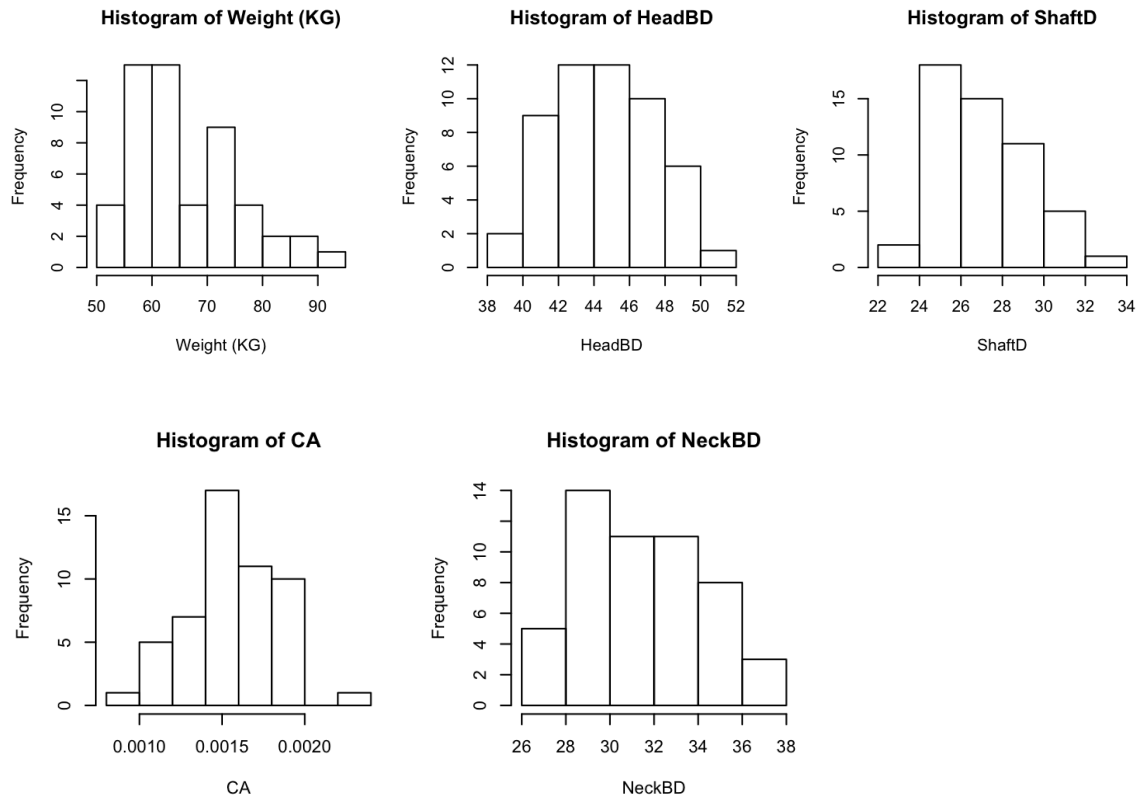 Histogram of Weight (KG)
Frequency
0 2 4 6 8 10
50 60 70 80 90
Weight (KG)
Histogram of HeadBD
Frequency
0 2 4 6 8 10 12
38 40 42 44 46 48 50 52
HeadBD
Histogram of ShaftD
Frequency
0 5 10 15
22 24 26 28 30 32 34
ShaftD
Histogram of CA
Frequency
0 5 10 15
0.0010 0.0015 0.0020
CA
Histogram of NeckBD
Frequency
0 2 4 6 8 10 14
26 28 30 32 34 36 38
NeckBD